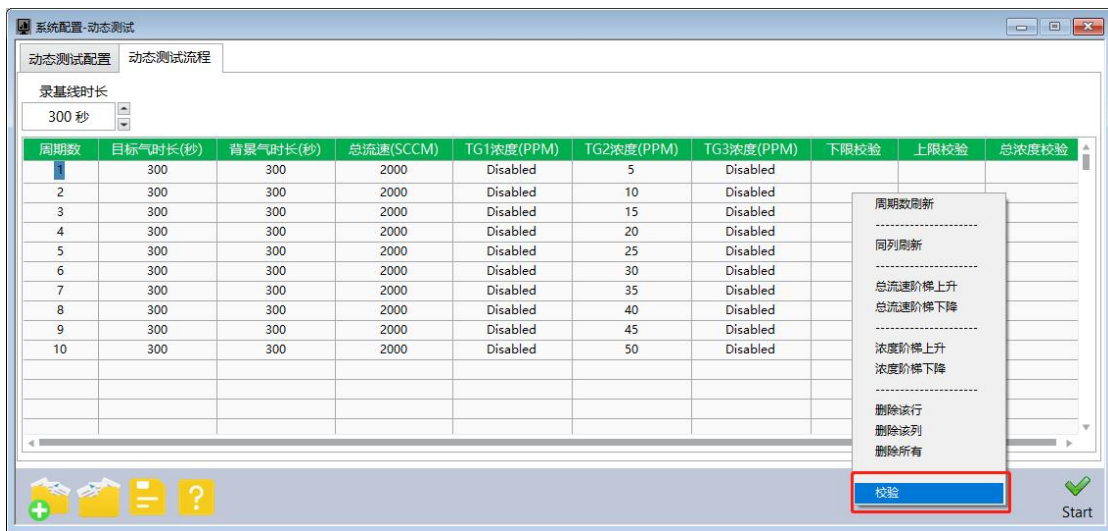 系统配置-动态测试
动态测试配置 动态测试流程
录基线时长
300 秒
周期数 目标气时长(秒) 背景气时长(秒) 总流速(SCCM) TG1浓度(PPM) TG2浓度(PPM) TG3浓度(PPM) 下限校验 上限校验 总浓度校验
1 300 300 2000 Disabled 5 Disabled
2 300 300 2000 Disabled 10 Disabled
3 300 300 2000 Disabled 15 Disabled
4 300 300 2000 Disabled 20 Disabled
5 300 300 2000 Disabled 25 Disabled
6 300 300 2000 Disabled 30 Disabled
7 300 300 2000 Disabled 35 Disabled
8 300 300 2000 Disabled 40 Disabled
9 300 300 2000 Disabled 45 Disabled
10 300 300 2000 Disabled 50 Disabled
周期数刷新
---------------------
同列刷新
---------------------
总流速阶梯上升
总流速阶梯下降
---------------------
浓度阶梯上升
浓度阶梯下降
---------------------
删除该行
删除该列
删除所有
校验
?
Start